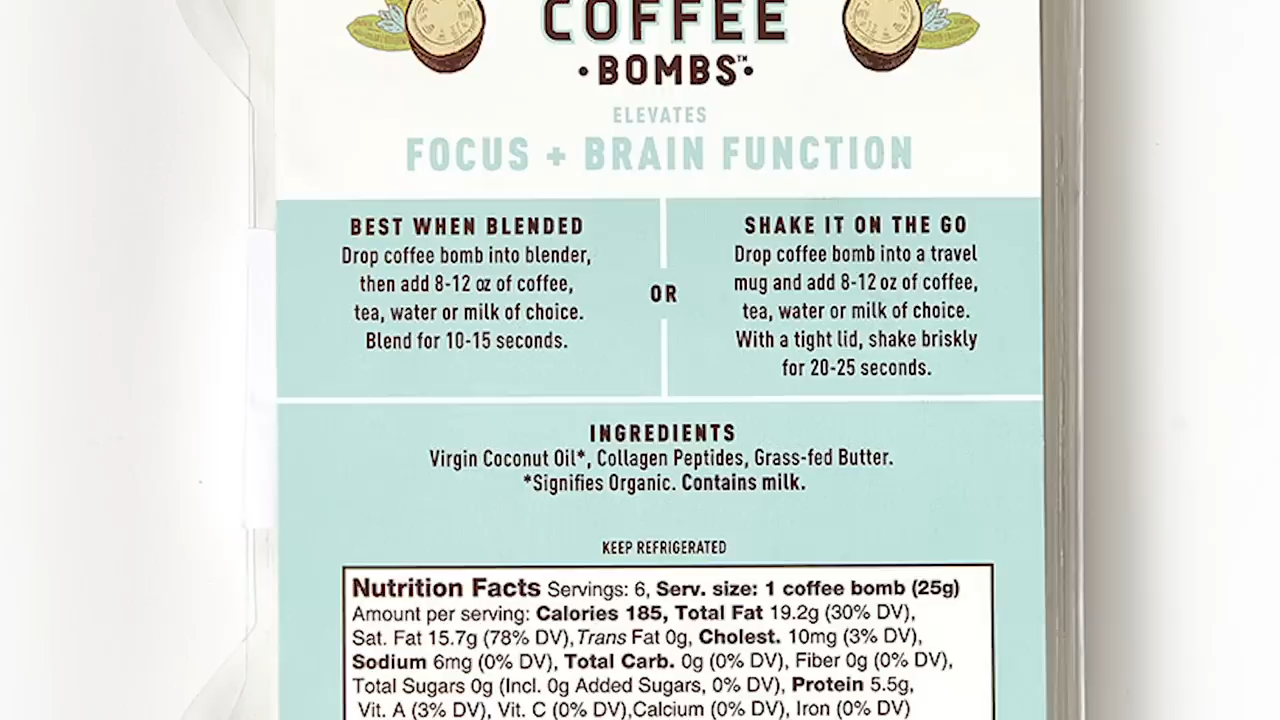 COFFEE
•BOMBS™•
ELEVATES
FOCUS + BRAIN FUNCTION
BEST WHEN BLENDED
Drop coffee bomb into blender,
then add 8-12 oz of coffee,
tea, water or milk of choice.
Blend for 10-15 seconds.
OR
SHAKE IT ON THE GO
Drop coffee bomb into a travel
mug and add 8-12 oz of coffee,
tea, water or milk of choice.
With a tight lid, shake briskly
for 20-25 seconds.
INGREDIENTS
Virgin Coconut Oil*, Collagen Peptides, Grass-fed Butter.
*Signifies Organic. Contains milk.
KEEP REFRIGERATED
Nutrition Facts Servings: 6, Serv. size: 1 coffee bomb (25g)
Amount per serving: Calories 185, Total Fat 19.2g (30% DV),
Sat. Fat 15.7g (78% DV), Trans Fat 0g, Cholest. 10mg (3% DV),
Sodium 6mg (0% DV), Total Carb. 0g (0% DV), Fiber 0g (0% DV),
Total Sugars 0g (Incl. 0g Added Sugars, 0% DV), Protein 5.5g,
Vit. A (3% DV), Vit. C (0% DV),Calcium (0% DV), Iron (0% DV)